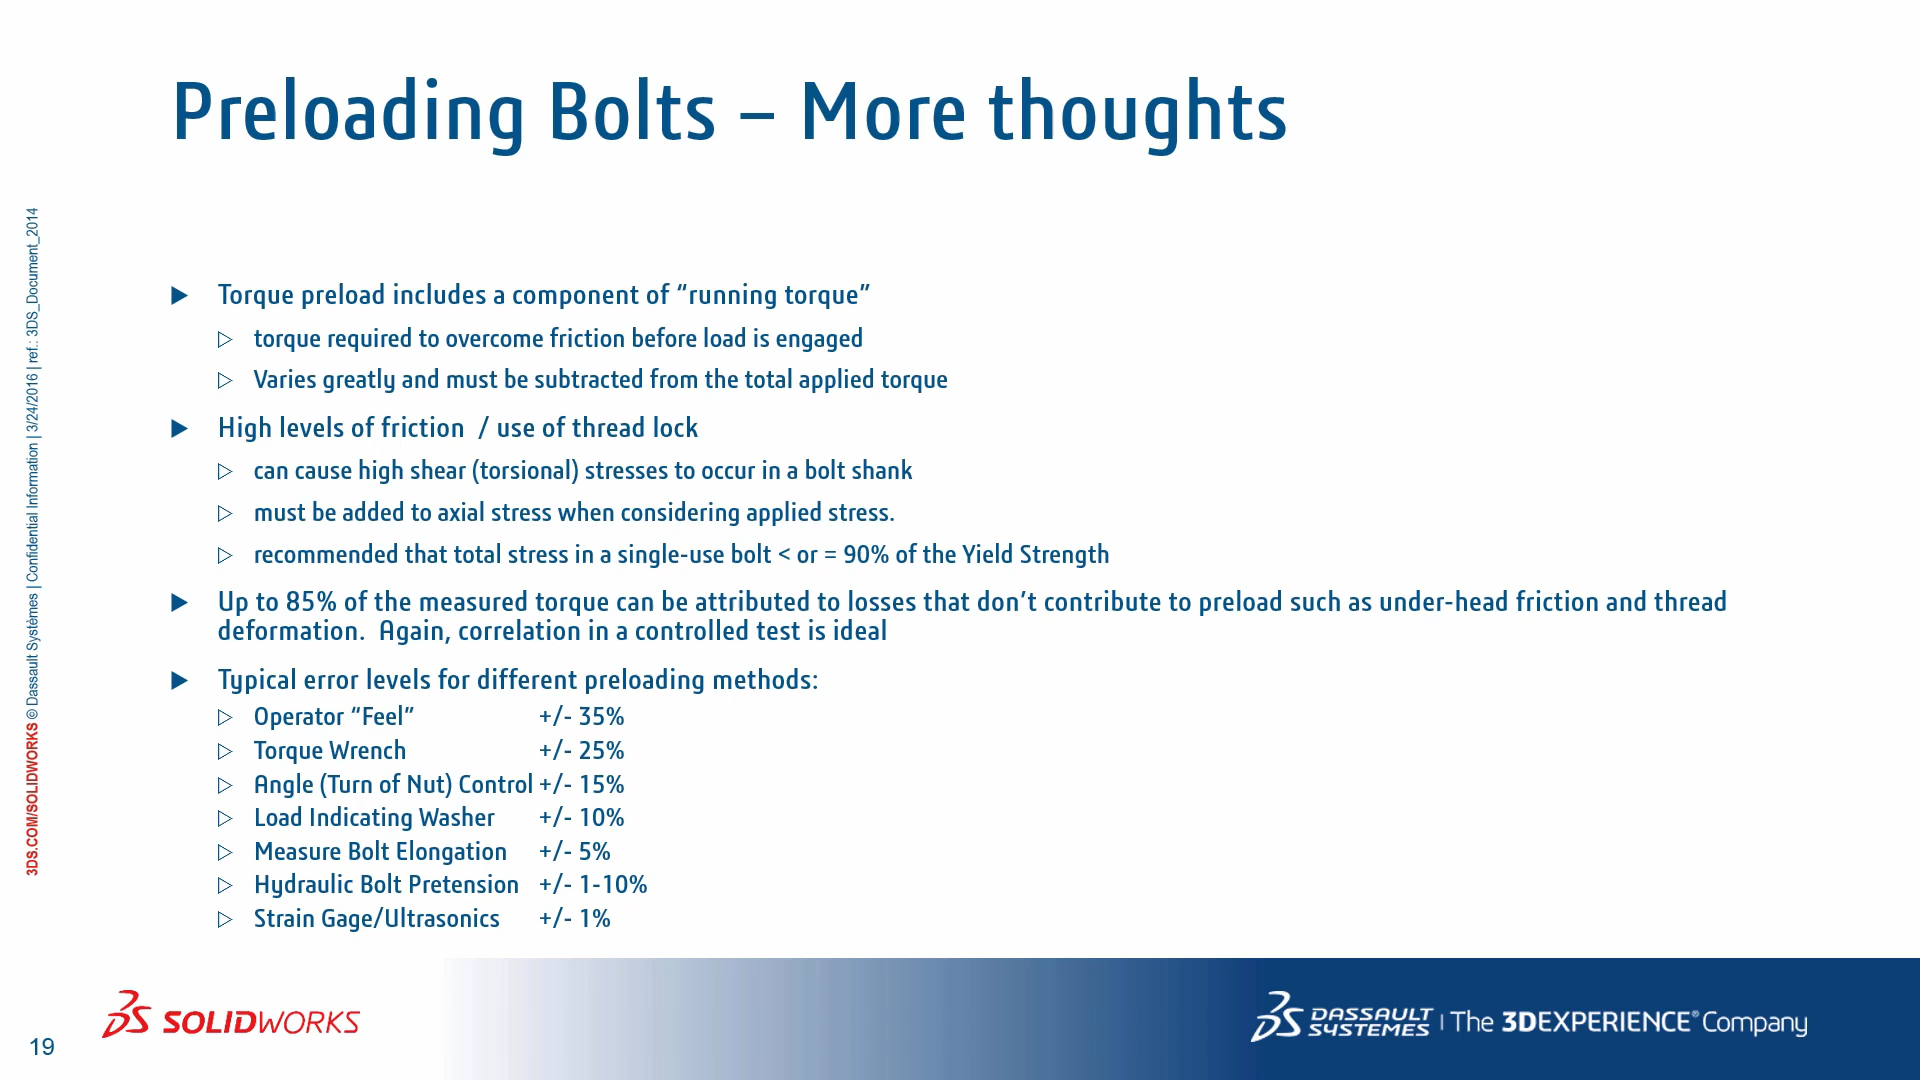 Preloading Bolts – More thoughts
Torque preload includes a component of “running torque”
torque required to overcome friction before load is engaged
Varies greatly and must be subtracted from the total applied torque
High levels of friction / use of thread lock
can cause high shear (torsional) stresses to occur in a bolt shank
must be added to axial stress when considering applied stress.
recommended that total stress in a single-use bolt < or = 90% of the Yield Strength
Up to 85% of the measured torque can be attributed to losses that don’t contribute to preload such as under-head friction and thread
deformation. Again, correlation in a controlled test is ideal
Typical error levels for different preloading methods:
Operator “Feel” +/- 35%
Torque Wrench +/- 25%
Angle (Turn of Nut) Control +/- 15%
Load Indicating Washer +/- 10%
Measure Bolt Elongation +/- 5%
Hydraulic Bolt Pretension +/- 1-10%
Strain Gage/Ultrasonics +/- 1%
3DS.COM/SOLIDWORKS © Dassault Systèmes | Confidential Information | 3/24/2016 | ref.: 3DS_Document_2014
19
SOLIDWORKS
DASSAULT SYSTEMES | The 3DEXPERIENCE® Company